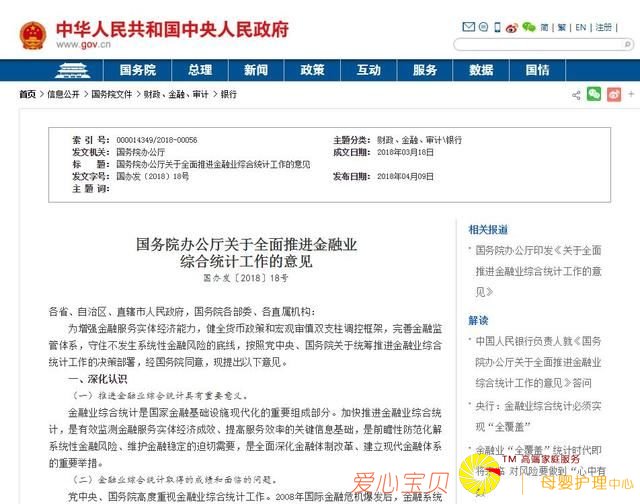 中华人民共和国中央人民政府
www.gov.cn
简 | 繁 | EN | 注册 |
国务院 总理 新闻 政策 互动 服务 数据 国情
首页 > 信息公开 > 国务院文件 > 财政、金融、审计 > 银行
索 引 号： 000014349/2018-00056 主题分类： 财政、金融、审计\银行
发文机关： 国务院办公厅 成文日期： 2018年03月18日
标　　题： 国务院办公厅关于全面推进金融业综合统计工作的意见
发文字号： 国办发〔2018〕18号 发布日期： 2018年04月09日
主 题 词：
国务院办公厅关于全面推进金融业
综合统计工作的意见
国办发〔2018〕18号
各省、自治区、直辖市人民政府，国务院各部委、各直属机构：
为增强金融服务实体经济能力，健全货币政策和宏观审慎双支柱调控框架，完善金融监
管体系，守住不发生系统性金融风险的底线，按照党中央、国务院关于统筹推进金融业综合统
计工作的决策部署，经国务院同意，现提出以下意见。
一、深化认识
（一）推进金融业综合统计具有重要意义。
金融业综合统计是国家金融基础设施现代化的重要组成部分。加快推进金融业综合统
计，是有效监测金融服务实体经济成效、提高服务效率的关键信息基础，是前瞻性防范化解
系统性金融风险、维护金融稳定的迫切需要，是全面深化金融体制改革、建立现代金融体系
的重要举措。
（二）金融业综合统计取得的成绩和面临的问题。
党中央、国务院高度重视金融业综合统计工作。2008年国际金融危机爆发后，金融系统
相关报道
· 国务院办公厅印发《关于全面
推进金融业综合统计工作的意
见》
解读
· 中国人民银行负责人就《国务
院办公厅关于全面推进金融业
综合统计工作的意见》答问
· 央行：金融业综合统计必须实
现“全覆盖”
· 金融业“全覆盖”统计时代即
将来临 对风险要做到“心中有
数”
爱心宝贝
TM 高端家庭服务
母婴护理中心